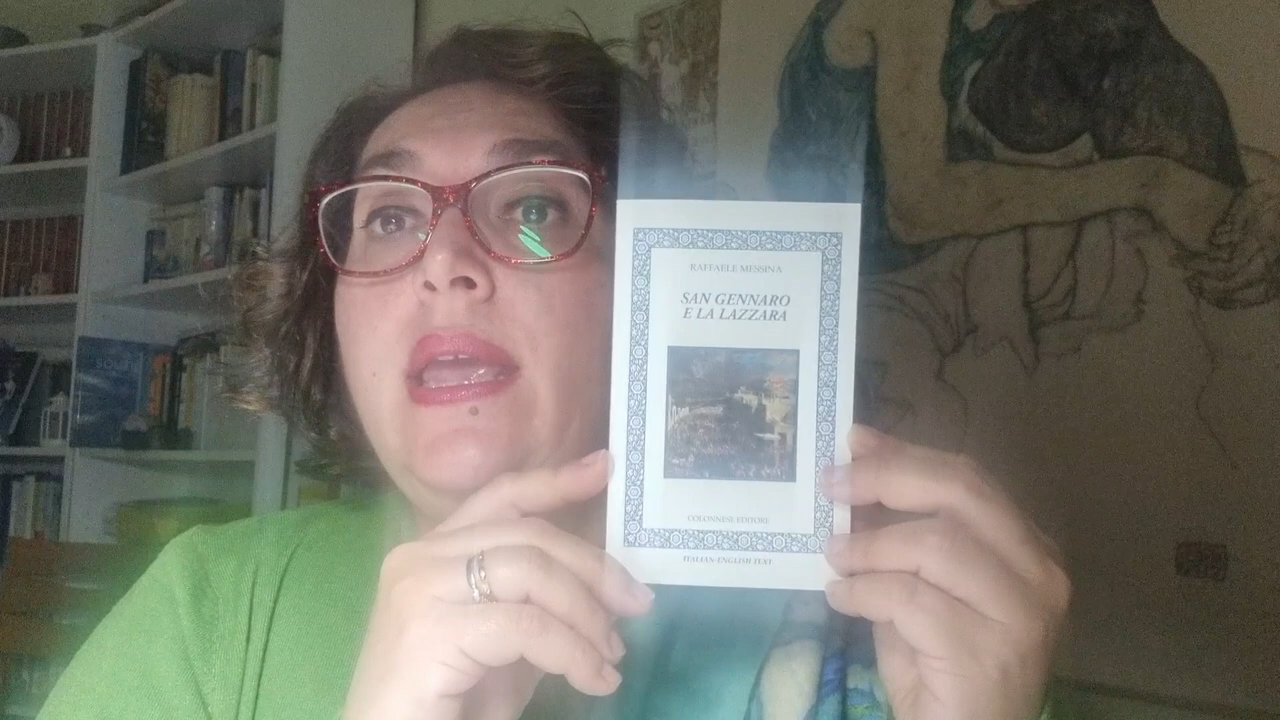 RAFFAELE MESSINA
SAN GENNARO
E LA LAZZARA
COLONNESE EDITORE
ITALIAN-ENGLISH TEXT